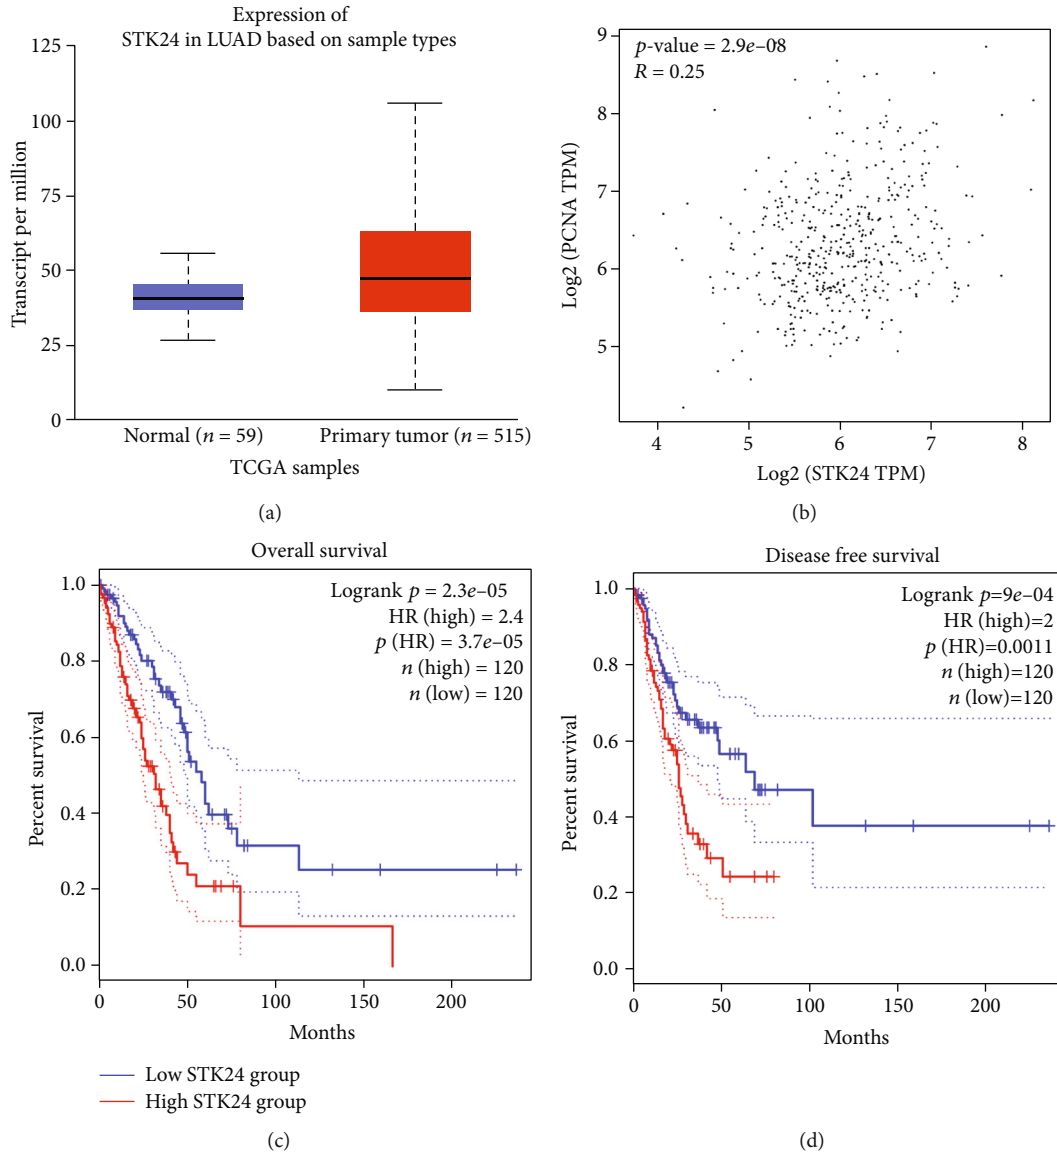 Expression of
STK24 in LUAD based on sample types
125
100
75
50
25
0
Transcript per million
Normal (n = 59)
Primary tumor (n = 515)
TCGA samples
(a)
p-value = 2.9e–08
R = 0.25
9
8
7
6
5
Log2 (PCNA TPM)
4 5 6 7 8
Log2 (STK24 TPM)
(b)
Overall survival
Logrank p = 2.3e–05
HR (high) = 2.4
p (HR) = 3.7e–05
n (high) = 120
n (low) = 120
1.0
0.8
0.6
0.4
0.2
0.0
Percent survival
0 50 100 150 200
Months
Low STK24 group
High STK24 group
(c)
Disease free survival
Logrank p=9e–04
HR (high)=2
p (HR)=0.0011
n (high)=120
n (low)=120
1.0
0.8
0.6
0.4
0.2
0.0
Percent survival
0 50 100 150 200
Months
(d)